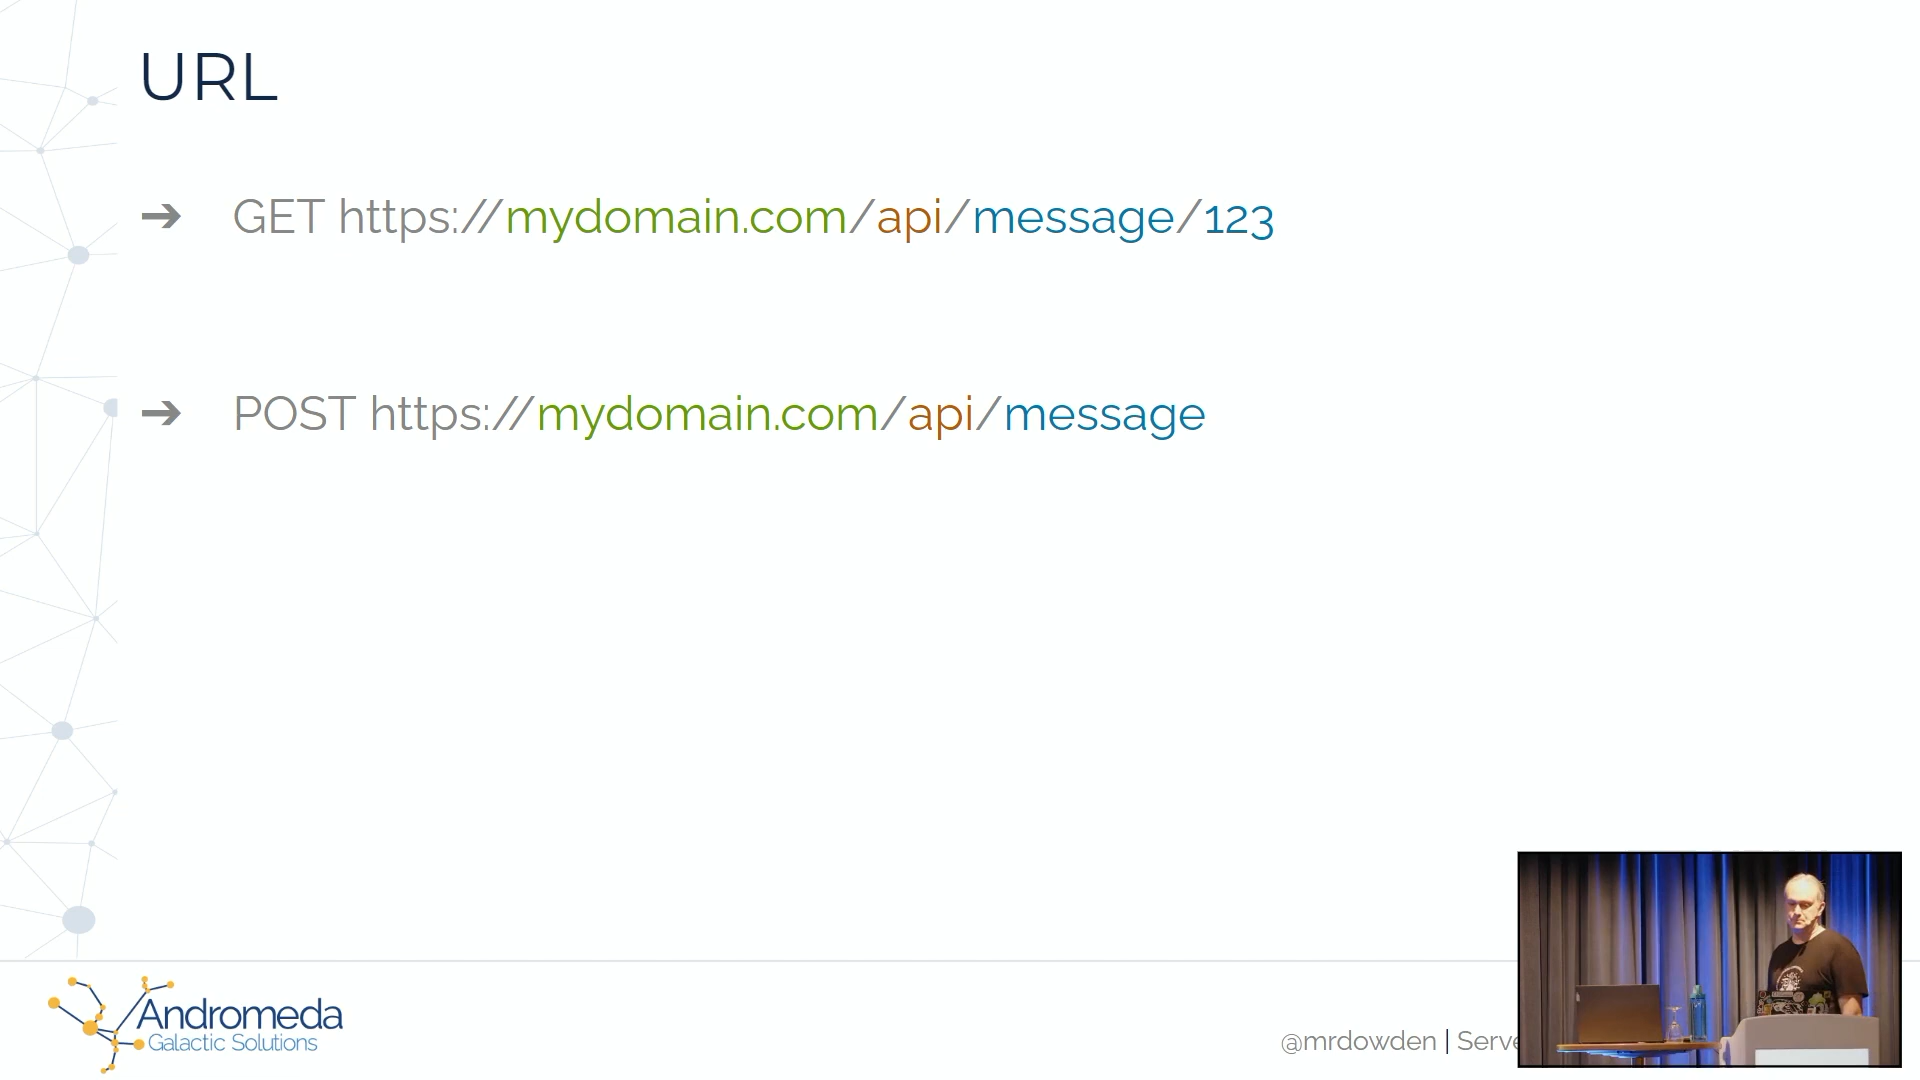 URL
➔ GET https://mydomain.com/api/message/123
➔ POST https://mydomain.com/api/message
Andromeda
Galactic Solutions
@mrdowden | Serve